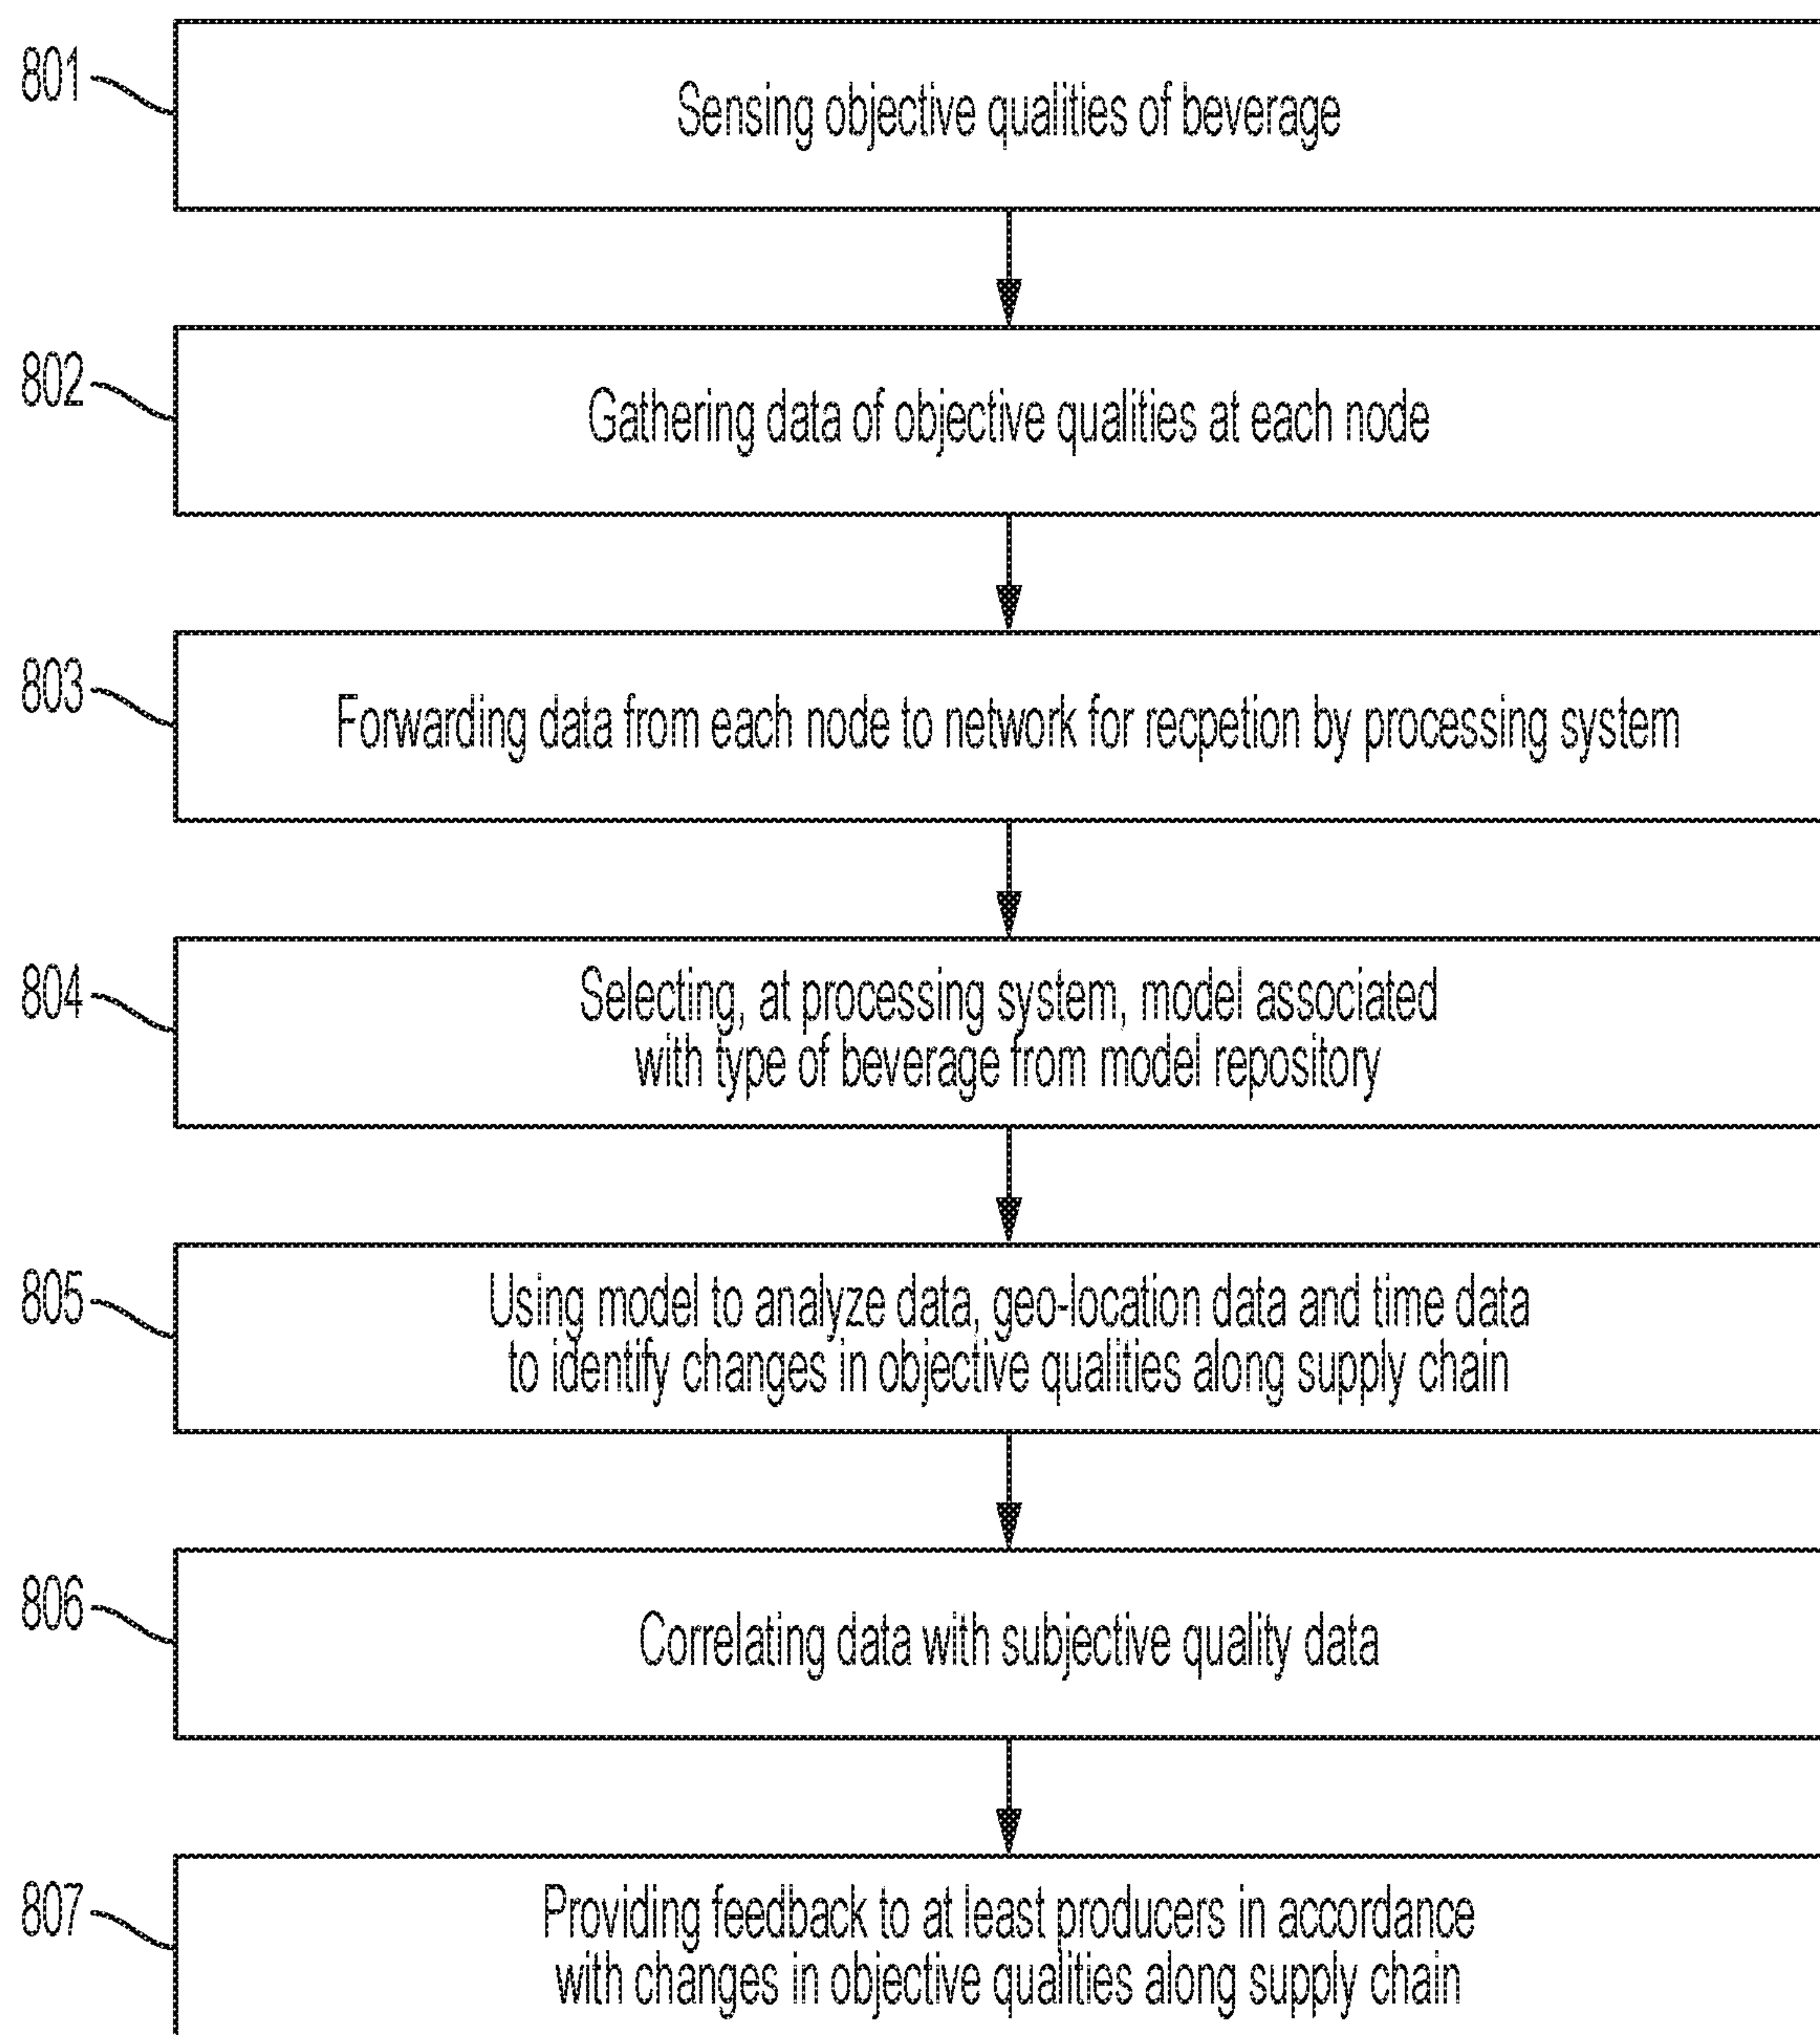 801
Sensing objective qualities of beverage
802
Gathering data of objective qualities at each node
803
Forwarding data from each node to network for recpetion by processing system
804
Selecting, at processing system, model associated
with type of beverage from model repository
805
Using model to analyze data, geo-location data and time data
to identify changes in objective qualities along supply chain
806
Correlating data with subjective quality data
807
Providing feedback to at least producers in accordance
with changes in objective qualities along supply chain